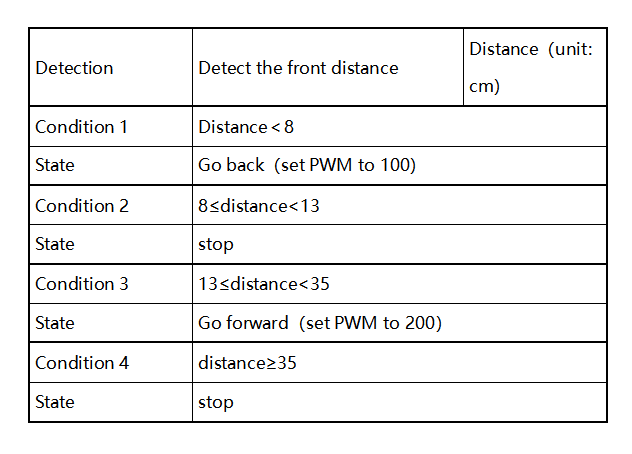 Detection
Detect the front distance
Distance (unit:
cm)
Condition 1
Distance<8
State
Go back (set PWM to 100)
Condition 2
8≤distance<13
State
stop
Condition 3
13≤distance<35
State
Go forward (set PWM to 200)
Condition 4
distance≥35
State
stop